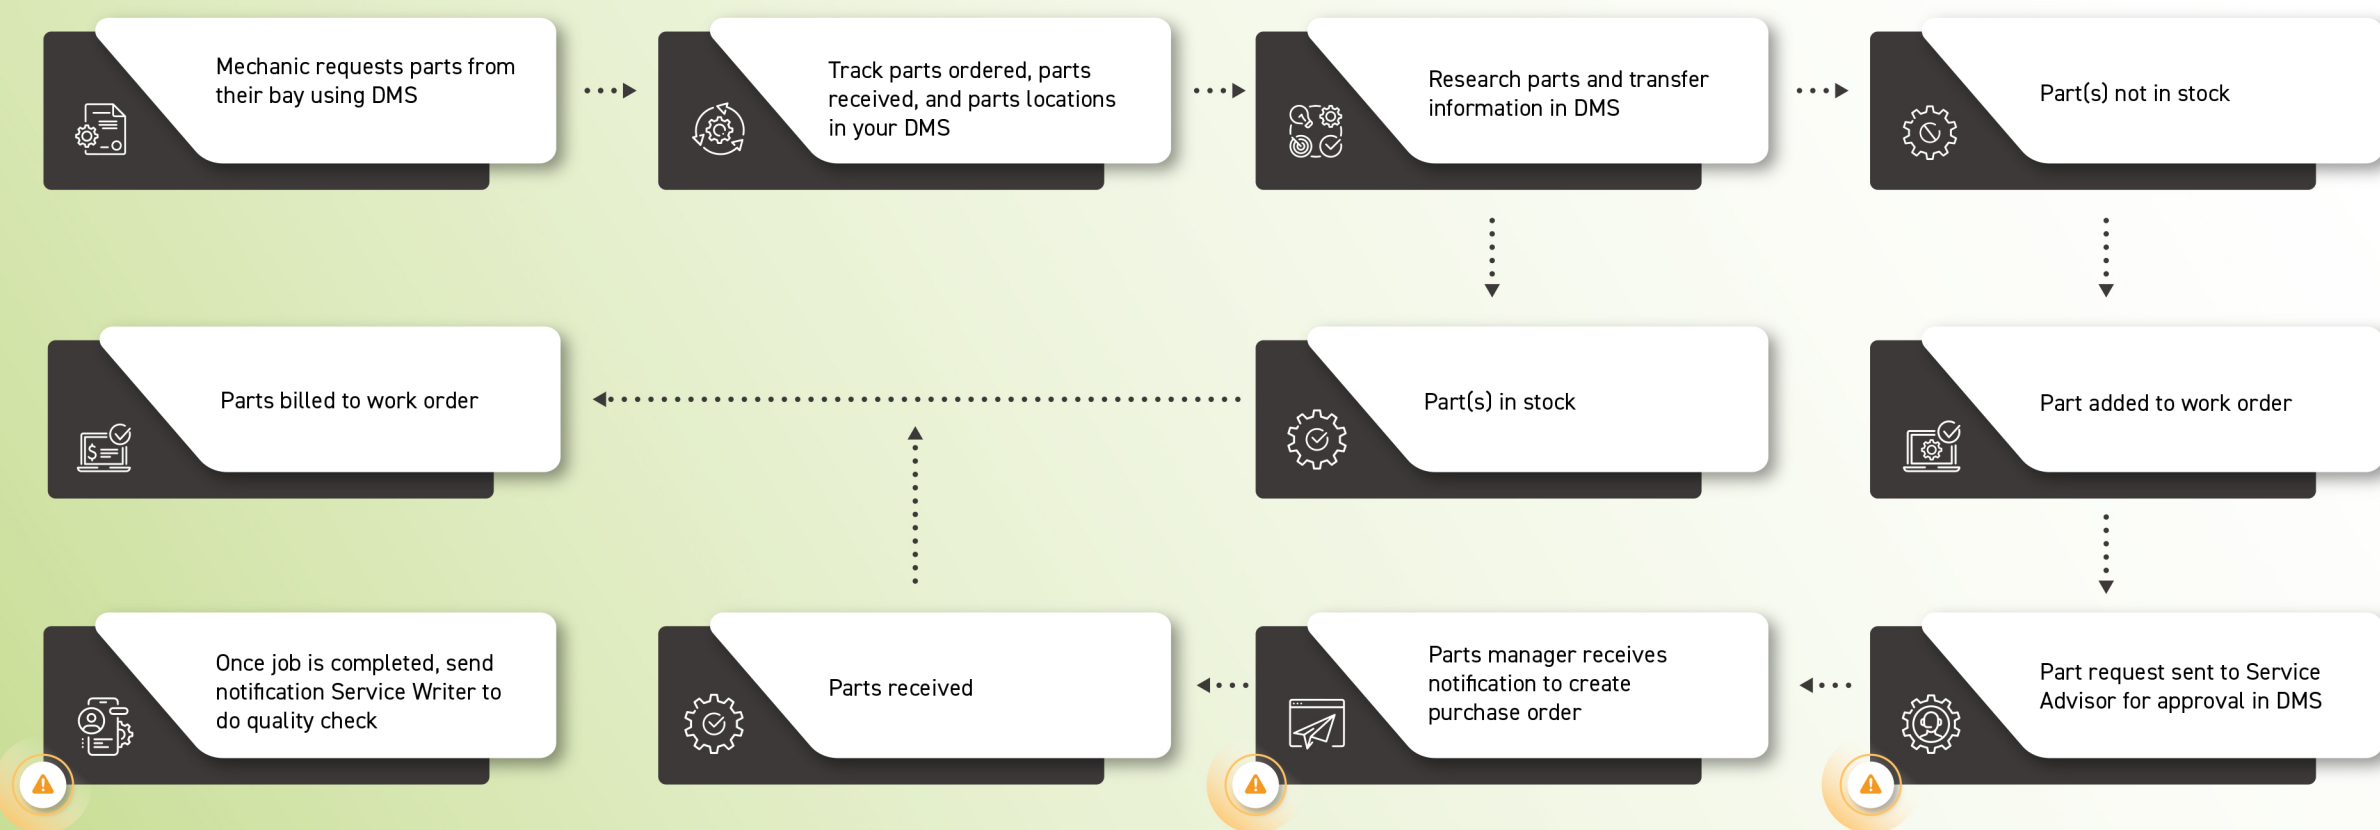 Mechanic requests parts from
their bay using DMS
Track parts ordered, parts
received, and parts locations
in your DMS
Research parts and transfer
information in DMS
Part(s) not in stock
Parts billed to work order
Part(s) in stock
Part added to work order
Once job is completed, send
notification Service Writer to
do quality check
Parts received
Parts manager receives
notification to create
purchase order
Part request sent to Service
Advisor for approval in DMS